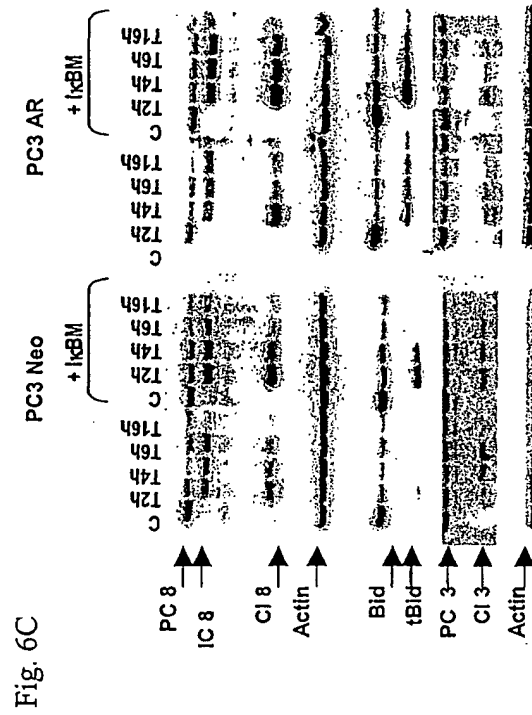 Fig. 6C
PC3 Neo PC3 AR
+ IκBM + IκBM
C T2h T4h T6h T16h C T2h T4h T6h T16h C T2h T4h T6h T16h C T2h T4h T6h T16h
PC 8
IC 8
Cl 8
Actin
Bid
tBid
PC 3
Cl 3
Actin